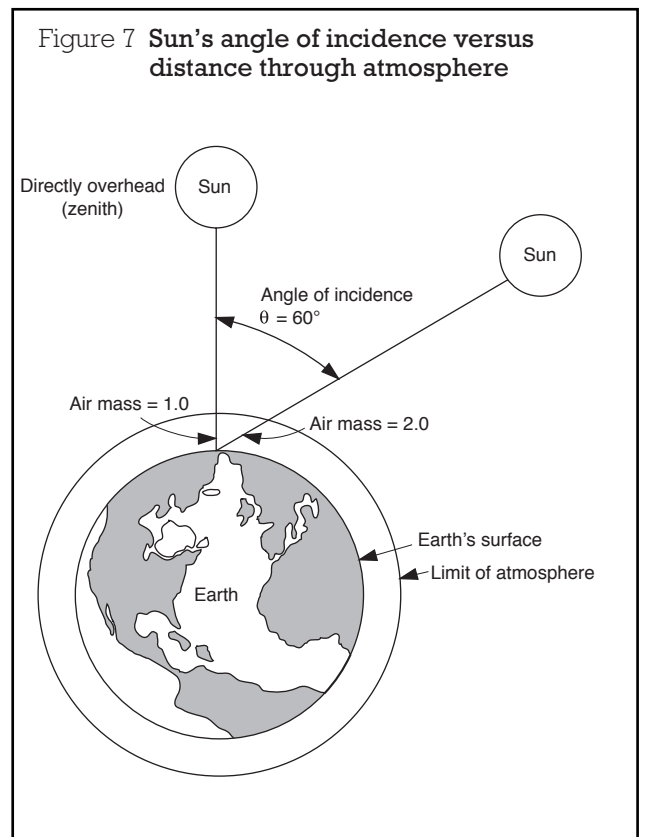 Figure 7 Sun's angle of incidence versus
distance through atmosphere
Directly overhead
(zenith)
Sun
Sun
Angle of incidence
θ = 60°
Air mass = 1.0
Air mass = 2.0
Earth's surface
Limit of atmosphere
Earth